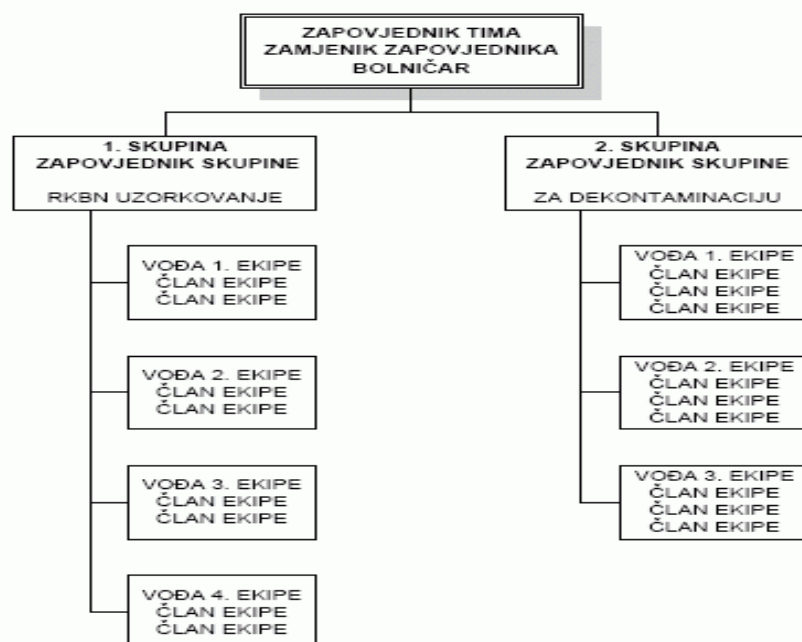 ZAPOVJEDNIK TIMA
ZAMJENIK ZAPOVJEDNIKA
BOLNIČAR
1. SKUPINA
ZAPOVJEDNIK SKUPINE
RKBN UZORKOVANJE
VOĐA 1. EKIPE
ČLAN EKIPE
ČLAN EKIPE
VOĐA 2. EKIPE
ČLAN EKIPE
ČLAN EKIPE
VOĐA 3. EKIPE
ČLAN EKIPE
ČLAN EKIPE
VOĐA 4. EKIPE
ČLAN EKIPE
ČLAN EKIPE
2. SKUPINA
ZAPOVJEDNIK SKUPINE
ZA DEKONTAMINACIJU
VOĐA 1. EKIPE
ČLAN EKIPE
ČLAN EKIPE
ČLAN EKIPE
VOĐA 2. EKIPE
ČLAN EKIPE
ČLAN EKIPE
ČLAN EKIPE
VOĐA 3. EKIPE
ČLAN EKIPE
ČLAN EKIPE
ČLAN EKIPE